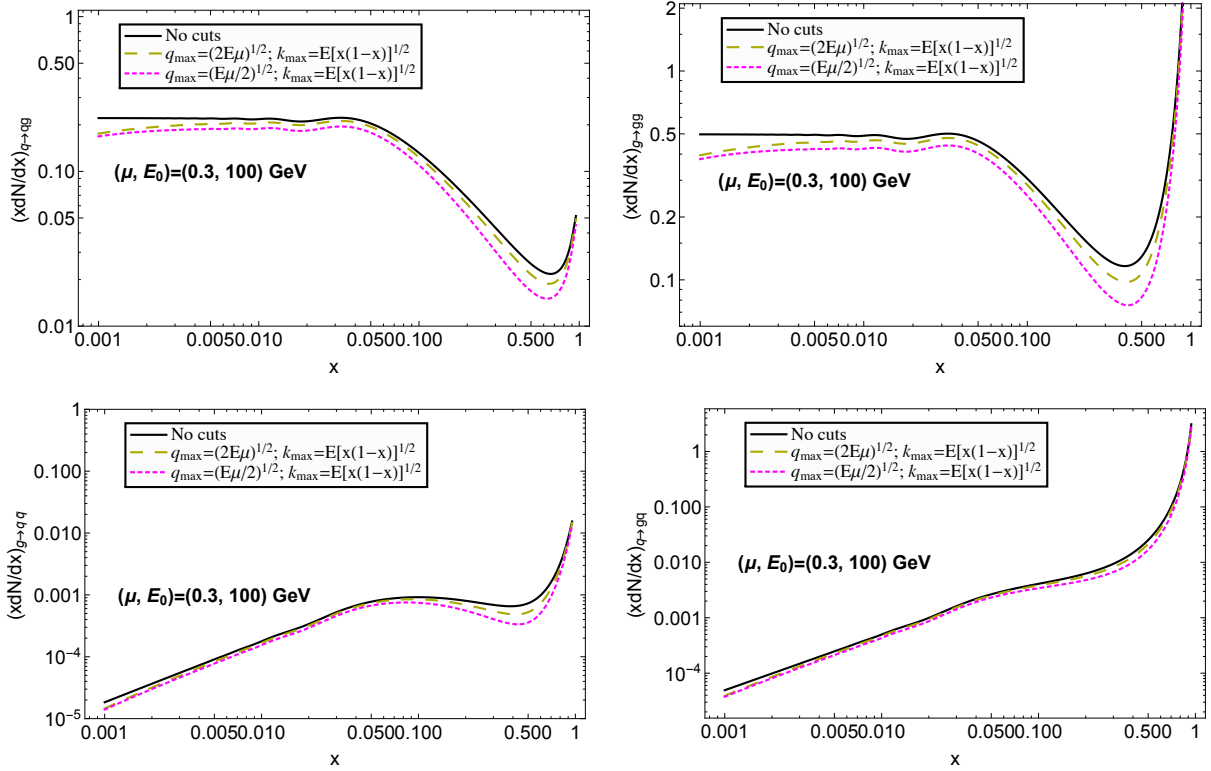 No cuts
q_max=(2Eμ)^1/2; k_max=E[x(1−x)]^1/2
q_max=(Eμ/2)^1/2; k_max=E[x(1−x)]^1/2
(μ, E_0)=(0.3, 100) GeV
(xdN/dx)_q→qg
1
0.50
0.10
0.05
0.01
0.001 0.0050.010 0.0500.100 0.500 1
x
No cuts
q_max=(2Eμ)^1/2; k_max=E[x(1−x)]^1/2
q_max=(Eμ/2)^1/2; k_max=E[x(1−x)]^1/2
(μ, E_0)=(0.3, 100) GeV
(xdN/dx)_g→gg
2
1
0.5
0.2
0.1
0.001 0.0050.010 0.0500.100 0.500 1
x
No cuts
q_max=(2Eμ)^1/2; k_max=E[x(1−x)]^1/2
q_max=(Eμ/2)^1/2; k_max=E[x(1−x)]^1/2
(μ, E_0)=(0.3, 100) GeV
(xdN/dx)_g→q q
1
0.100
0.010
0.001
10^−4
10^−5
0.001 0.0050.010 0.0500.100 0.500 1
x
No cuts
q_max=(2Eμ)^1/2; k_max=E[x(1−x)]^1/2
q_max=(Eμ/2)^1/2; k_max=E[x(1−x)]^1/2
(μ, E_0)=(0.3, 100) GeV
(xdN/dx)_q→gq
1
0.100
0.010
0.001
10^−4
0.001 0.0050.010 0.0500.100 0.500 1
x